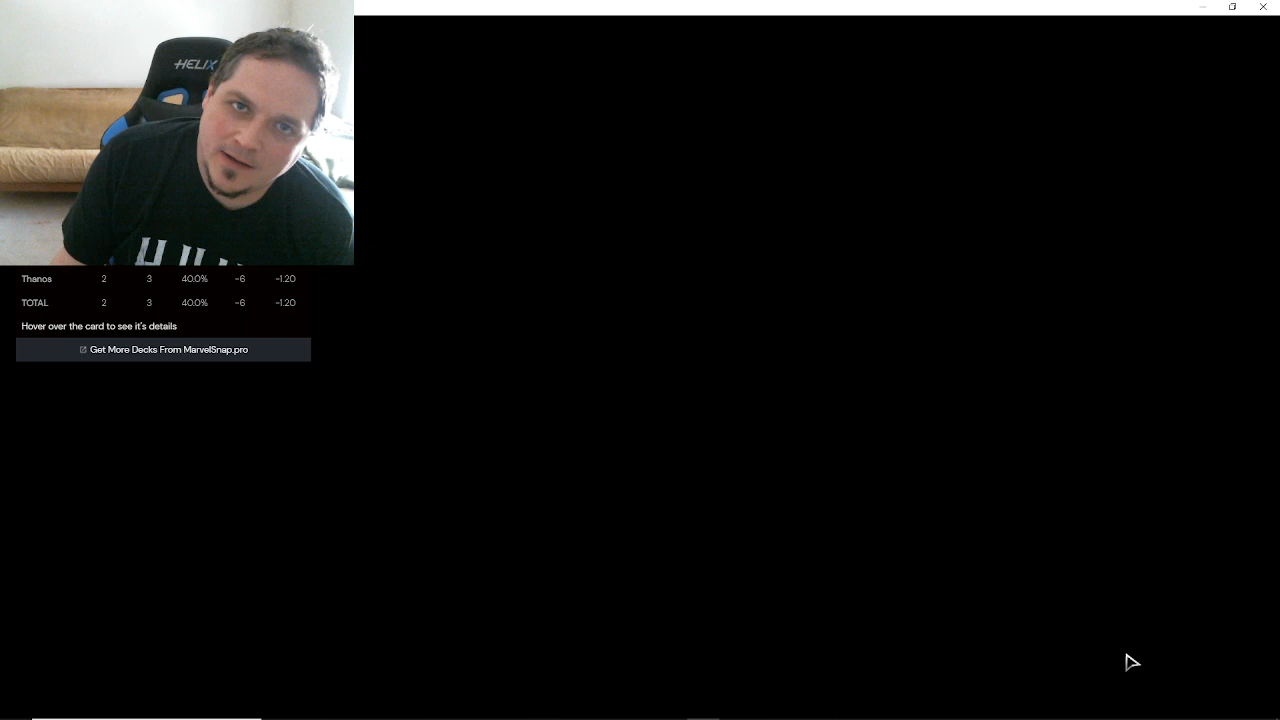 HELIX
Thanos 2 3 40.0% -6 -1.20
TOTAL 2 3 40.0% -6 -1.20
Hover over the card to see it's details
Get More Decks From MarvelSnap.pro